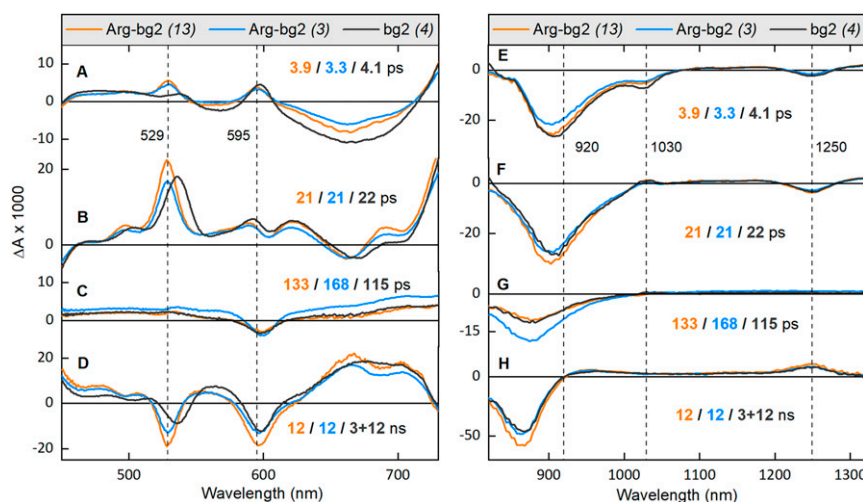 Arg-bg2 (13) Arg-bg2 (3) bg2 (4)
10
A
3.9 / 3.3 / 4.1 ps
0
529
595
-10
20
B
21 / 21 / 22 ps
0
10
C
133 / 168 / 115 ps
0
20
D
0
12 / 12 / 3+12 ns
-20
500 600 700
Wavelength (nm)
ΔA x 1000
Arg-bg2 (13) Arg-bg2 (3) bg2 (4)
E
0
3.9 / 3.3 / 4.1 ps
-20
920 1030 1250
F
0
-20
21 / 21 / 22 ps
0
G
133 / 168 / 115 ps
-15
H
0
12 / 12 / 3+12 ns
-50
900 1000 1100 1200 1300
Wavelength (nm)